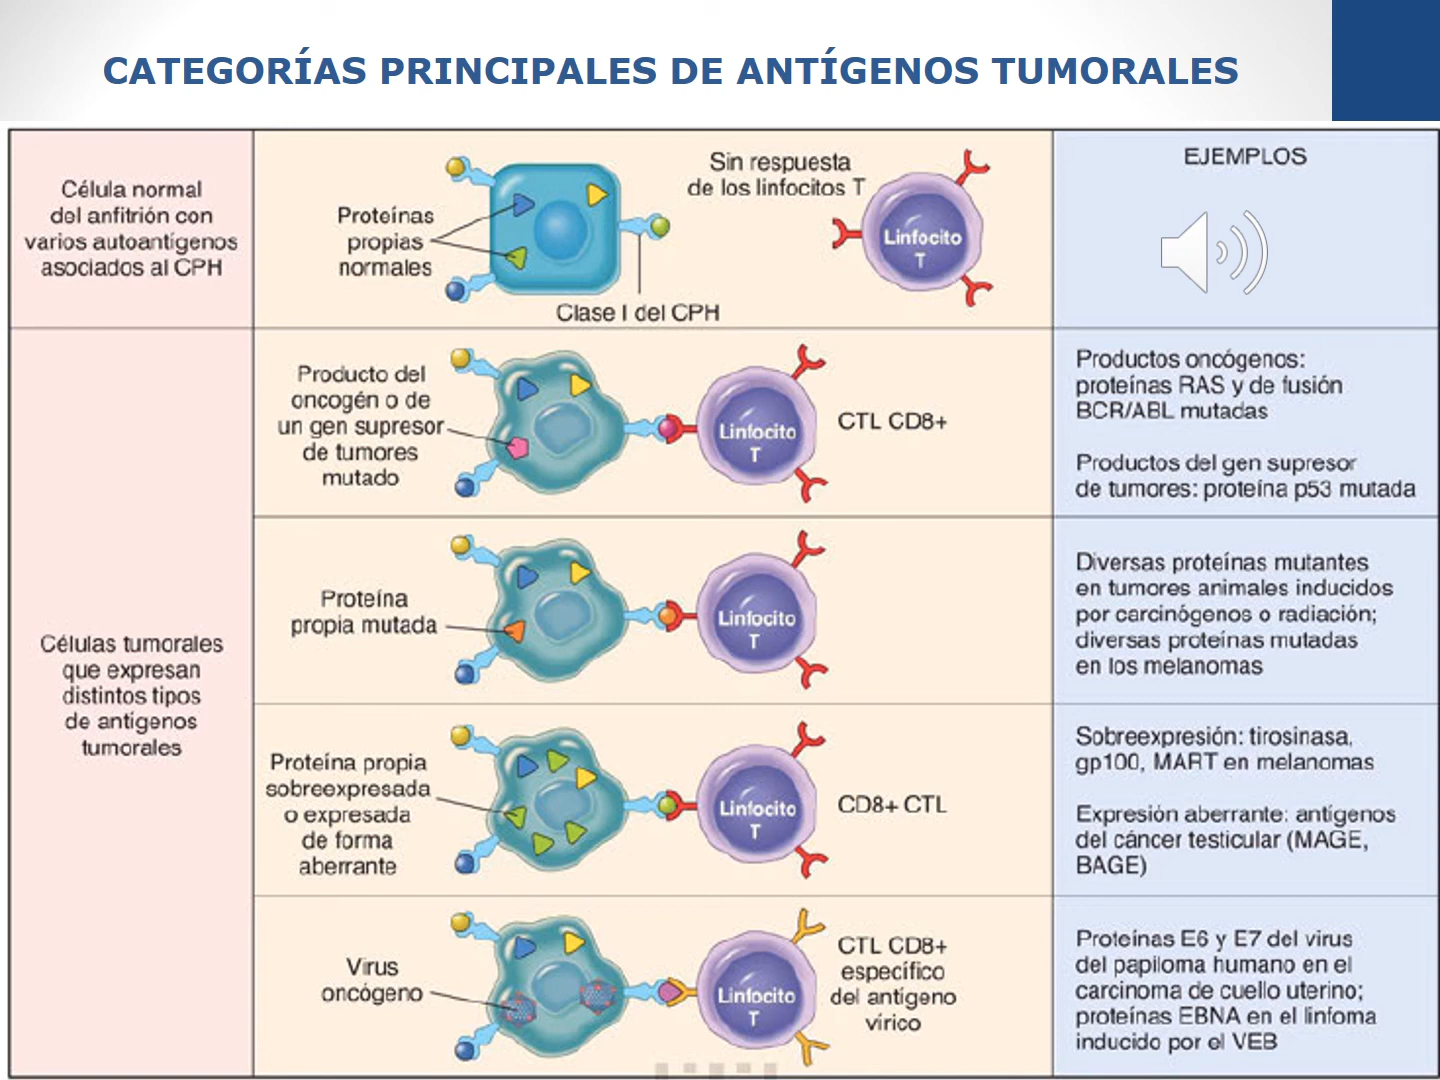 CATEGORÍAS PRINCIPALES DE ANTÍGENOS TUMORALES
Célula normal
del anfitrión con
varios autoantígenos
asociados al CPH
Proteínas
propias
normales
Clase I del CPH
Sin respuesta
de los linfocitos T
Linfocito
T
EJEMPLOS
Células tumorales
que expresan
distintos tipos
de antígenos
tumorales
Producto del
oncogén o de
un gen supresor
de tumores
mutado
Linfocito
T
CTL CD8+
Productos oncógenos:
proteínas RAS y de fusión
BCR/ABL mutadas
Productos del gen supresor
de tumores: proteína p53 mutada
Proteína
propia mutada
Linfocito
T
Diversas proteínas mutantes
en tumores animales inducidos
por carcinógenos o radiación;
diversas proteínas mutadas
en los melanomas
Proteína propia
sobreexpresada
o expresada
de forma
aberrante
Linfocito
T
CD8+ CTL
Sobreexpresión: tirosinasa,
gp100, MART en melanomas
Expresión aberrante: antígenos
del cáncer testicular (MAGE,
BAGE)
Virus
oncógeno
Linfocito
T
CTL CD8+
específico
del antígeno
vírico
Proteínas E6 y E7 del virus
del papiloma humano en el
carcinoma de cuello uterino;
proteínas EBNA en el linfoma
inducido por el VEB